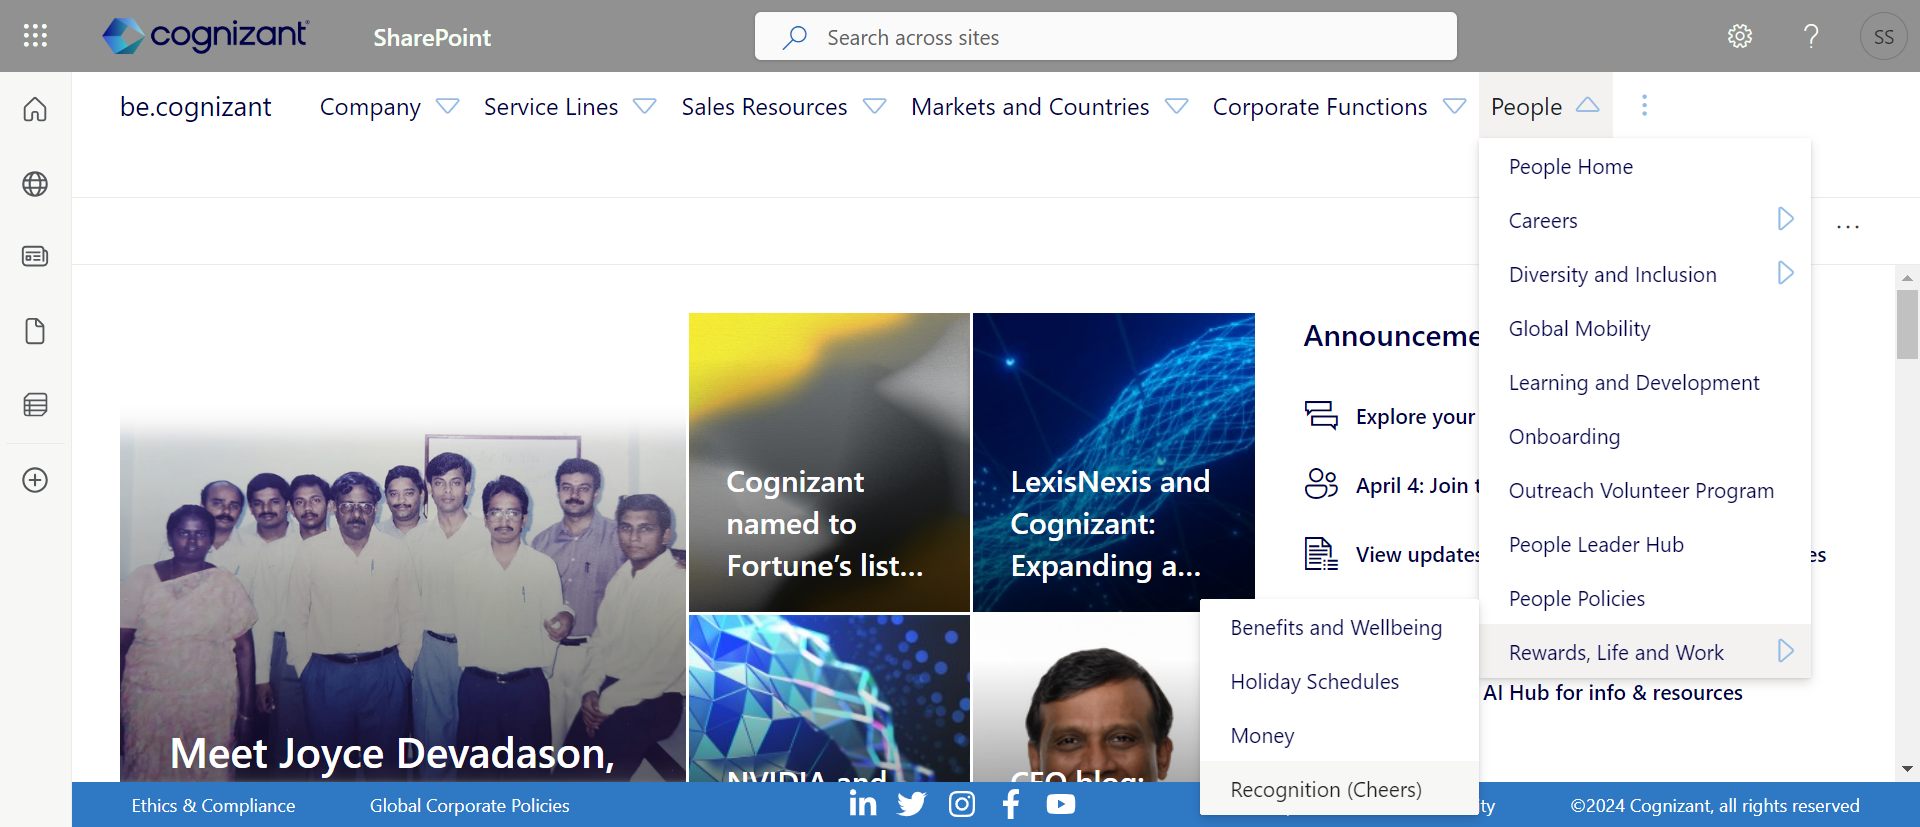 cognizant
SharePoint
Search across sites
SS
be.cognizant
Company
Service Lines
Sales Resources
Markets and Countries
Corporate Functions
People
People Home
Careers
Diversity and Inclusion
Global Mobility
Learning and Development
Onboarding
Outreach Volunteer Program
People Leader Hub
People Policies
Rewards, Life and Work
Benefits and Wellbeing
Holiday Schedules
Money
Recognition (Cheers)
Meet Joyce Devadason,
Cognizant
named to
Fortune’s list...
LexisNexis and
Cognizant:
Expanding a...
NVIDIA and
CEO blog:
Explore your
April 4: Join
View
AI Hub for info & resources
Ethics & Compliance
Global Corporate Policies
©2024 Cognizant, all rights reserved